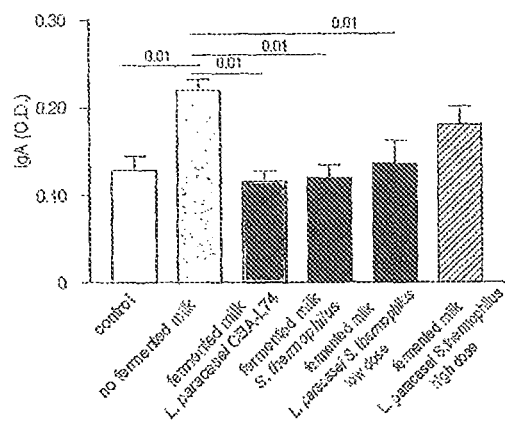 0.30
0.20
0.10
0
IgA (O.D.)
0.01
0.01
0.01
0.01
control
no fermented milk
fermented milk
L. paracasei CBA-L74
fermented milk
S. thermophilus
fermented milk
L. paracasei S. thermophilus
low dose
fermented milk
L. paracasei S.thermophilus
high dose